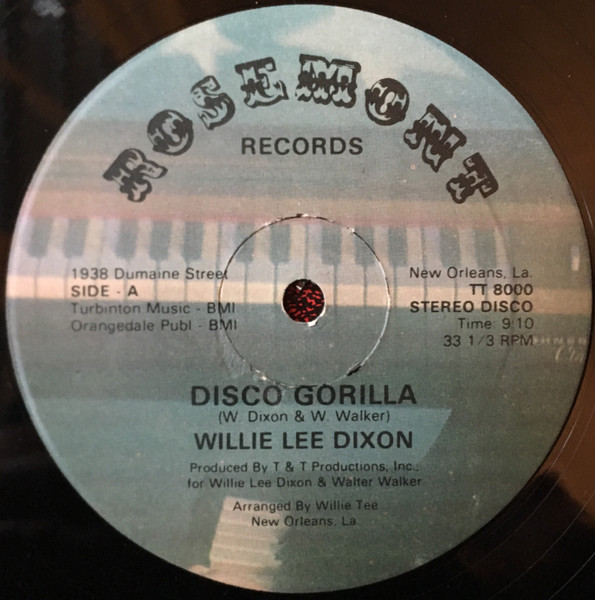 ROSEMONT
RECORDS
1938 Dumaine Street
SIDE - A
Turbinton Music - BMI
Orangedale Publ - BMI
New Orleans, La.
TT 8000
STEREO DISCO
Time: 9:10
33 1/3 RPM
DISCO GORILLA
(W. Dixon & W. Walker)
WILLIE LEE DIXON
Produced By T & T Productions, Inc.,
for Willie Lee Dixon & Walter Walker
Arranged By Willie Tee
New Orleans, La